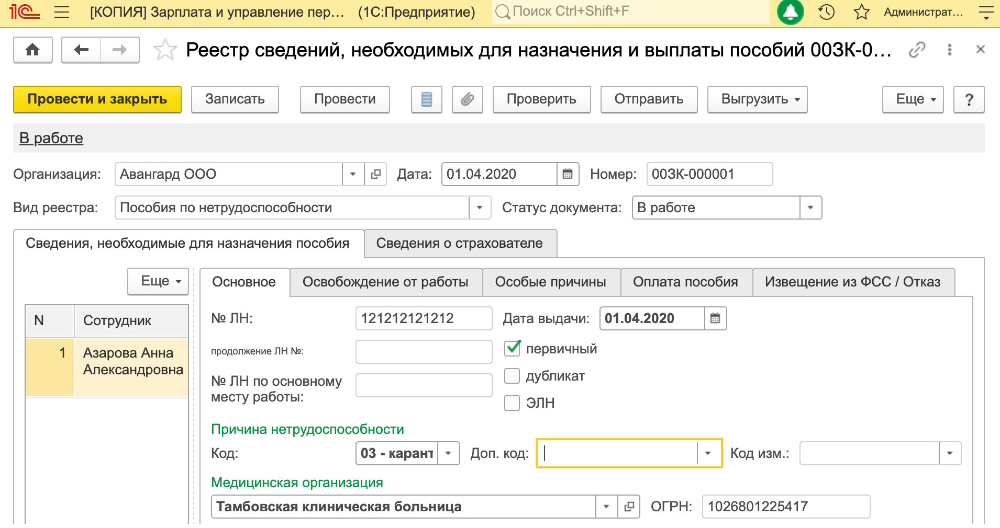 1С [КОПИЯ] Зарплата и управление пер... (1С:Предприятие) Поиск Ctrl+Shift+F Администрат...
Реестр сведений, необходимых для назначения и выплаты пособий 00ЗК-0...
Провести и закрыть Записать Провести Проверить Отправить Выгрузить Еще ?
В работе
Организация: Авангард ООО Дата: 01.04.2020 Номер: 00ЗК-000001
Вид реестра: Пособия по нетрудоспособности Статус документа: В работе
Сведения, необходимые для назначения пособия Сведения о страхователе
Еще Основное Освобождение от работы Особые причины Оплата пособия Извещение из ФСС / Отказ
N Сотрудник
1 Азарова Анна
Александровна
№ ЛН: 121212121212 Дата выдачи: 01.04.2020
продолжение ЛН №: первичный
№ ЛН по основному
месту работы:
дубликат
ЭЛН
Причина нетрудоспособности
Код: 03 - карант Доп. код: Код изм.:
Медицинская организация
Тамбовская клиническая больница ОГРН: 1026801225417